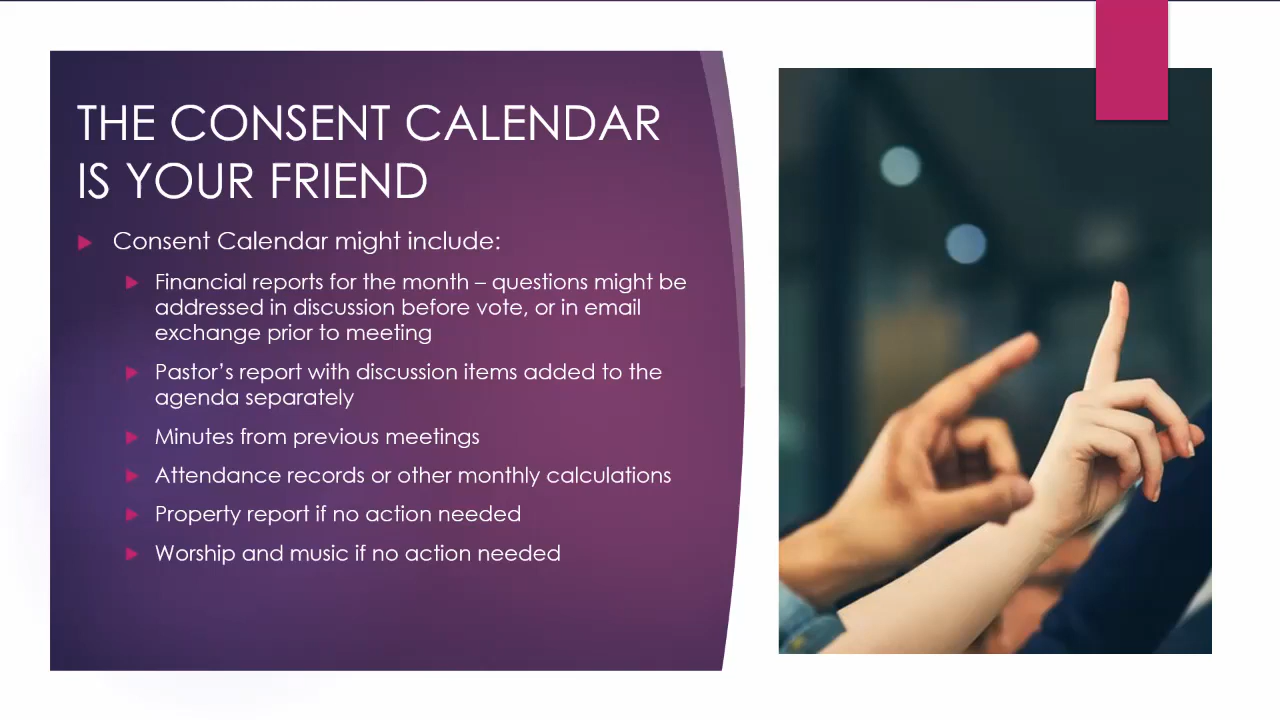 THE CONSENT CALENDAR
IS YOUR FRIEND
Consent Calendar might include:
Financial reports for the month – questions might be
addressed in discussion before vote, or in email
exchange prior to meeting
Pastor’s report with discussion items added to the
agenda separately
Minutes from previous meetings
Attendance records or other monthly calculations
Property report if no action needed
Worship and music if no action needed